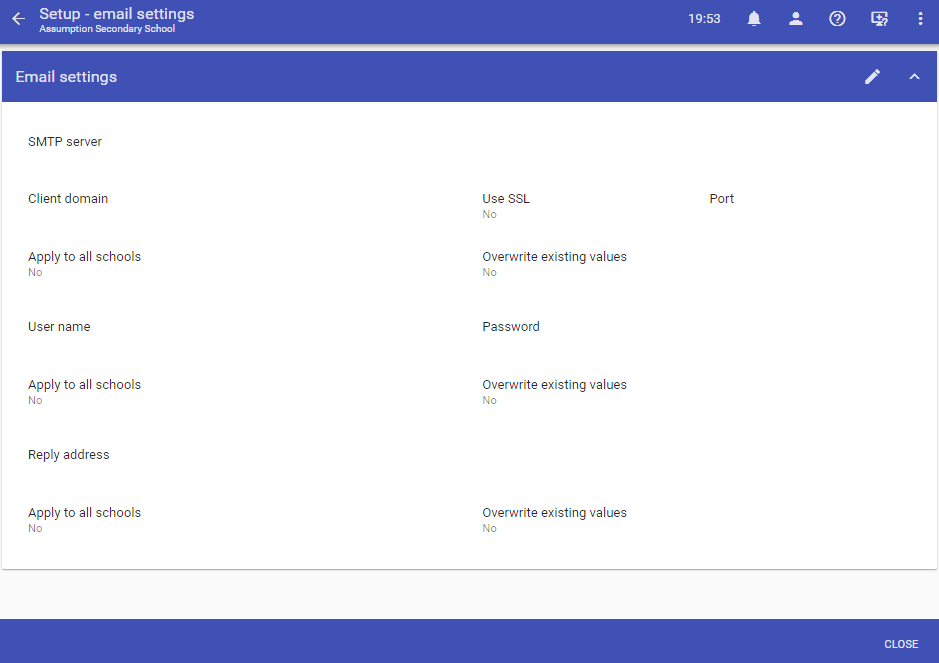 Setup - email settings
Assumption Secondary School
19:53
Email settings
SMTP server
Client domain
Use SSL
No
Port
Apply to all schools
No
Overwrite existing values
No
User name
Password
Apply to all schools
No
Overwrite existing values
No
Reply address
Apply to all schools
No
Overwrite existing values
No
CLOSE